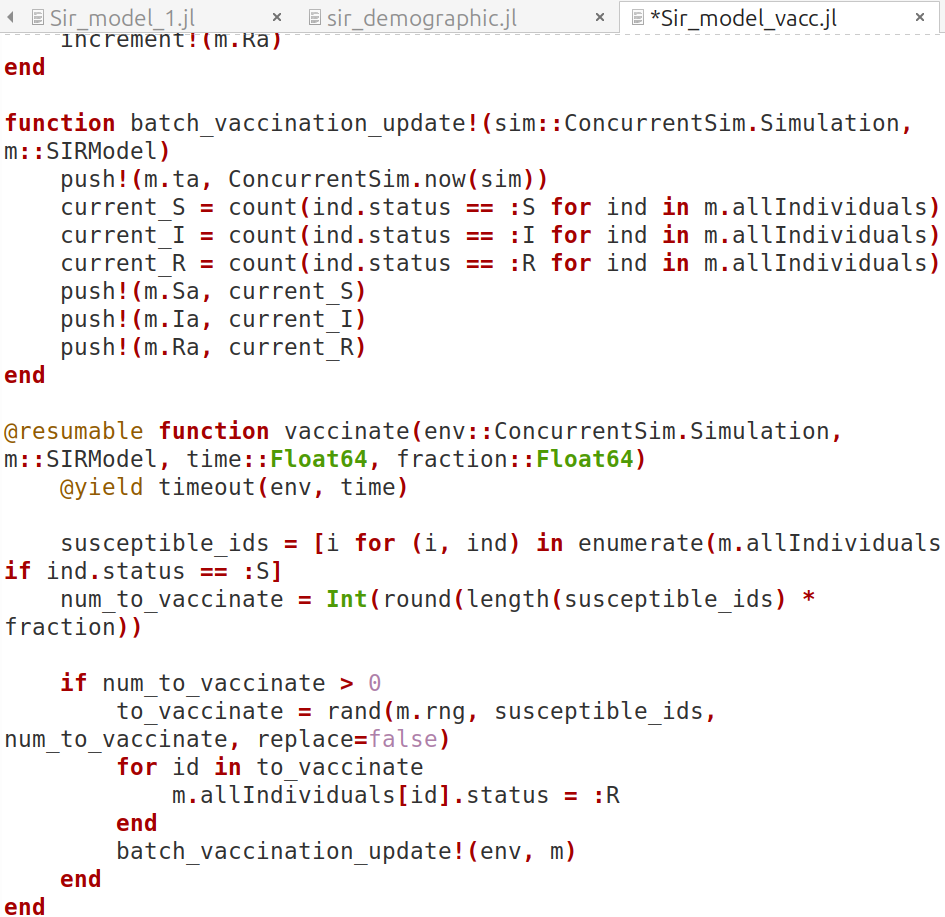 Sir_model_1.jl × sir_demographic.jl × *Sir_model_vacc.jl ×
    increment!(m.Ra)
end

function batch_vaccination_update!(sim::ConcurrentSim.Simulation,
m::SIRModel)
    push!(m.ta, ConcurrentSim.now(sim))
    current_S = count(ind.status == :S for ind in m.allIndividuals)
    current_I = count(ind.status == :I for ind in m.allIndividuals)
    current_R = count(ind.status == :R for ind in m.allIndividuals)
    push!(m.Sa, current_S)
    push!(m.Ia, current_I)
    push!(m.Ra, current_R)
end

@resumable function vaccinate(env::ConcurrentSim.Simulation,
m::SIRModel, time::Float64, fraction::Float64)
    @yield timeout(env, time)

    susceptible_ids = [i for (i, ind) in enumerate(m.allIndividuals
if ind.status == :S]
    num_to_vaccinate = Int(round(length(susceptible_ids) *
fraction))

    if num_to_vaccinate > 0
        to_vaccinate = rand(m.rng, susceptible_ids,
num_to_vaccinate, replace=false)
        for id in to_vaccinate
            m.allIndividuals[id].status = :R
        end
        batch_vaccination_update!(env, m)
    end
end